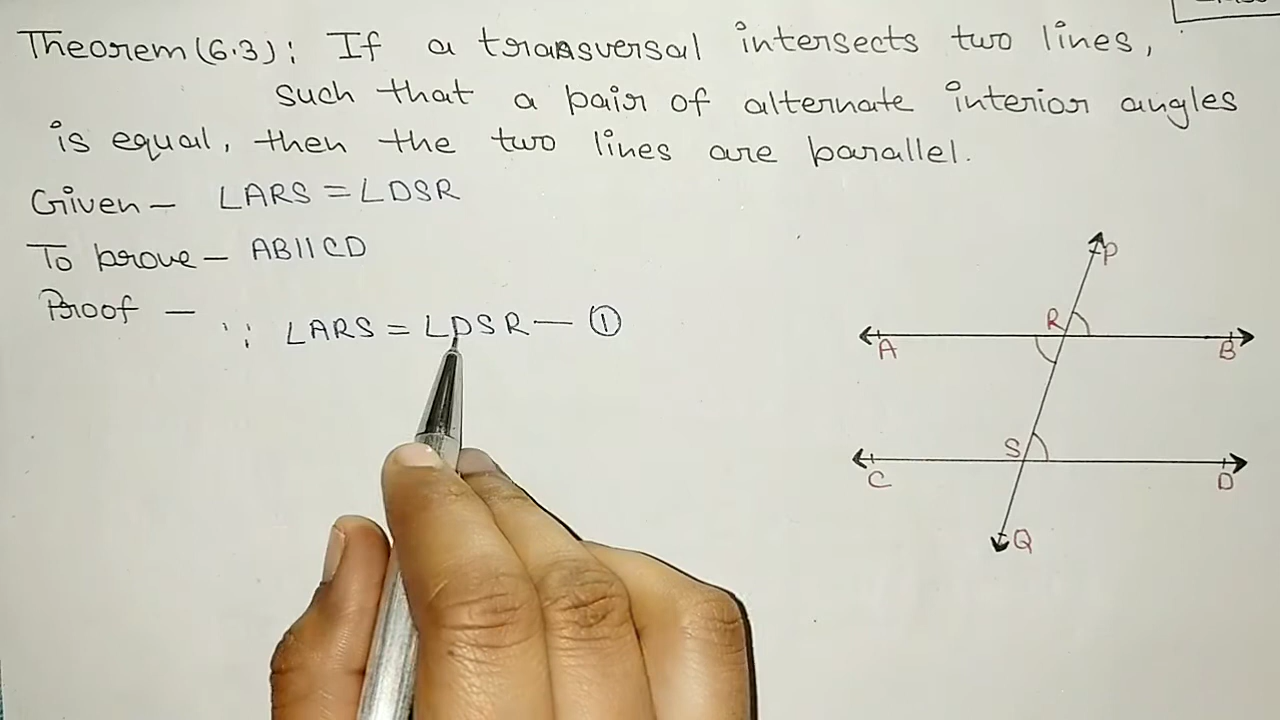 Theorem (6.3) : If a transversal intersects two lines,
such that a pair of alternate interior angles
is equal, then the two lines are parallel.
Given - ∠ARS = ∠DSR
To prove - AB||CD
Proof -
∵ ∠ARS = ∠DSR — ①
P
R
A B
S
C D
Q